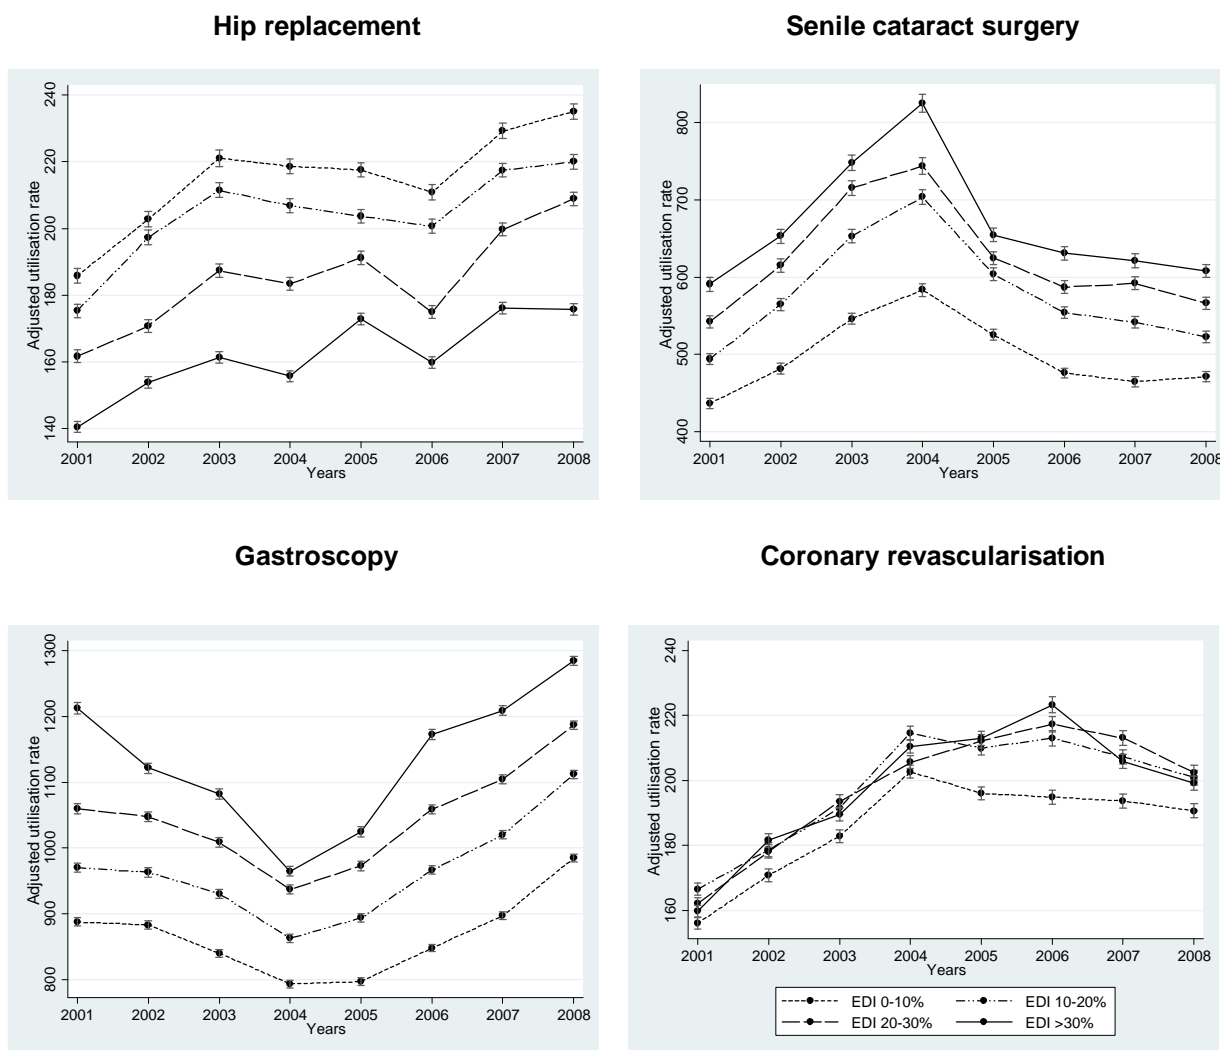 Hip replacement
Senile cataract surgery
Adjusted utilisation rate
240
220
200
180
160
140
2001 2002 2003 2004 2005 2006 2007 2008
Years
Adjusted utilisation rate
800
700
600
500
400
2001 2002 2003 2004 2005 2006 2007 2008
Years
Gastroscopy
Coronary revascularisation
Adjusted utilisation rate
1300
1200
1100
1000
900
800
2001 2002 2003 2004 2005 2006 2007 2008
Years
Adjusted utilisation rate
240
220
200
180
160
2001 2002 2003 2004 2005 2006 2007 2008
Years
EDI 0-10% EDI 10-20%
EDI 20-30% EDI >30%